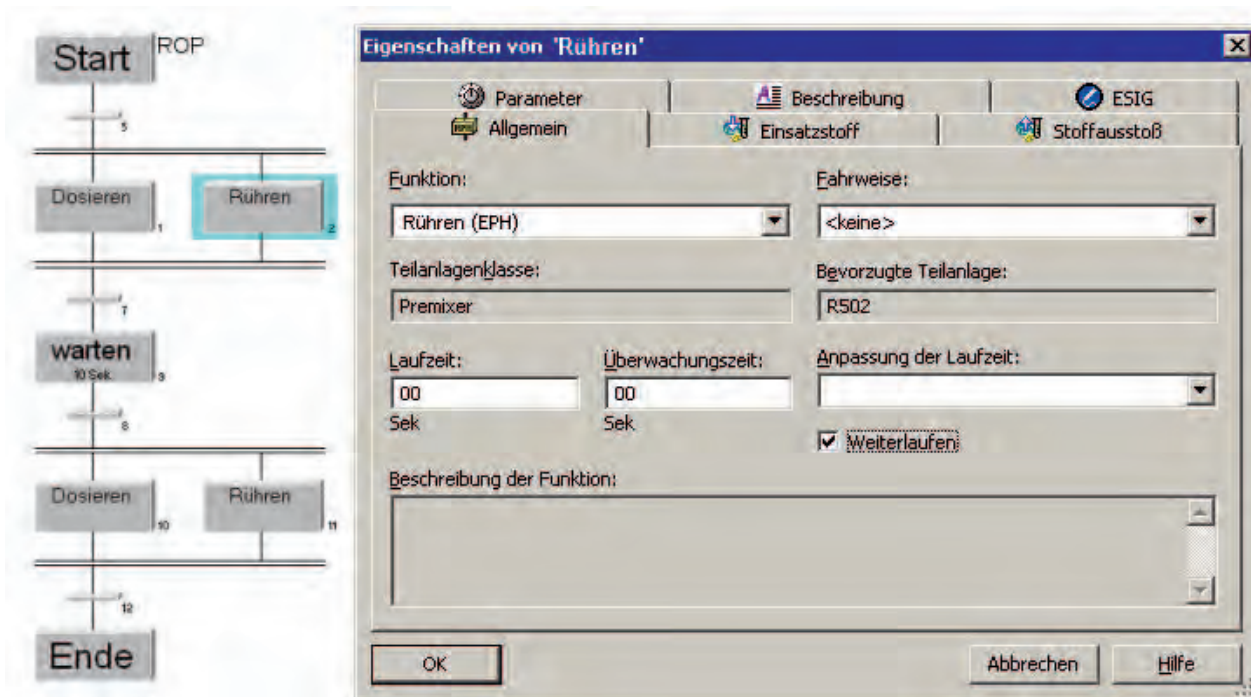 Start
ROP
5
Dosieren
1
Rühren
2
7
warten
10 Sek.
9
8
Dosieren
10
Rühren
11
12
Ende
Eigenschaften von 'Rühren'
Parameter
Beschreibung
ESIG
Allgemein
Einsatzstoff
Stoffausstoß
Funktion:
Fahrweise:
Rühren (EPH)
<keine>
Teilanlagenklasse:
Bevorzugte Teilanlage:
Premixer
R502
Laufzeit:
Überwachungszeit:
Anpassung der Laufzeit:
00
00
Sek
Sek
Weiterlaufen
Beschreibung der Funktion:
OK
Abbrechen
Hilfe